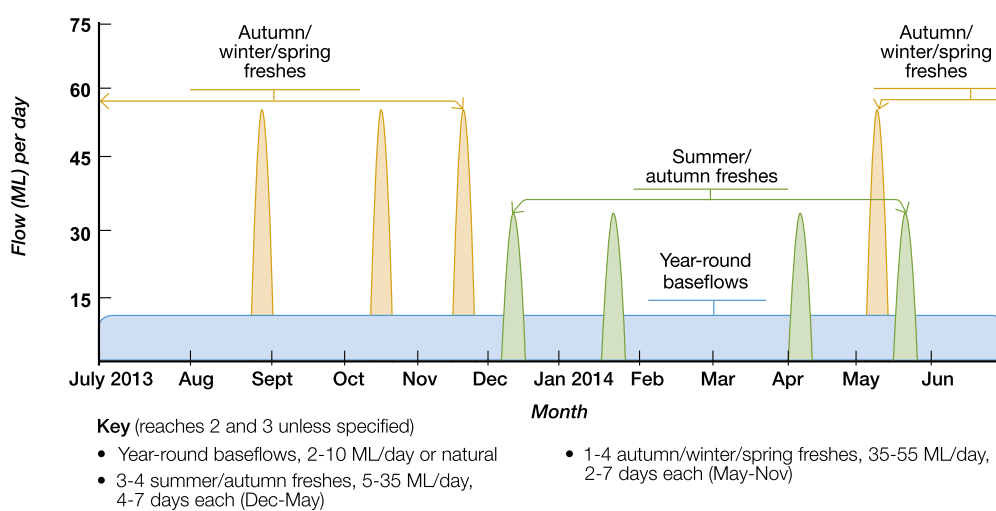 75
60
45
30
15
Flow (ML) per day
Autumn/
winter/spring
freshes
Autumn/
winter/spring
freshes
Summer/
autumn freshes
Year-round
baseflows
July 2013 Aug Sept Oct Nov Dec Jan 2014 Feb Mar Apr May Jun
Month
Key (reaches 2 and 3 unless specified)
• Year-round baseflows, 2-10 ML/day or natural
• 3-4 summer/autumn freshes, 5-35 ML/day,
4-7 days each (Dec-May)
• 1-4 autumn/winter/spring freshes, 35-55 ML/day,
2-7 days each (May-Nov)